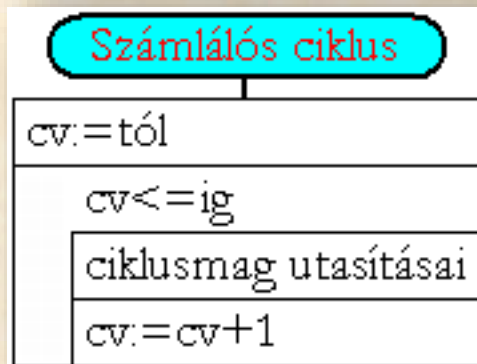 Számlálós ciklus
cv:=tól
cv<=ig
ciklusmag utasításai
cv:=cv+1